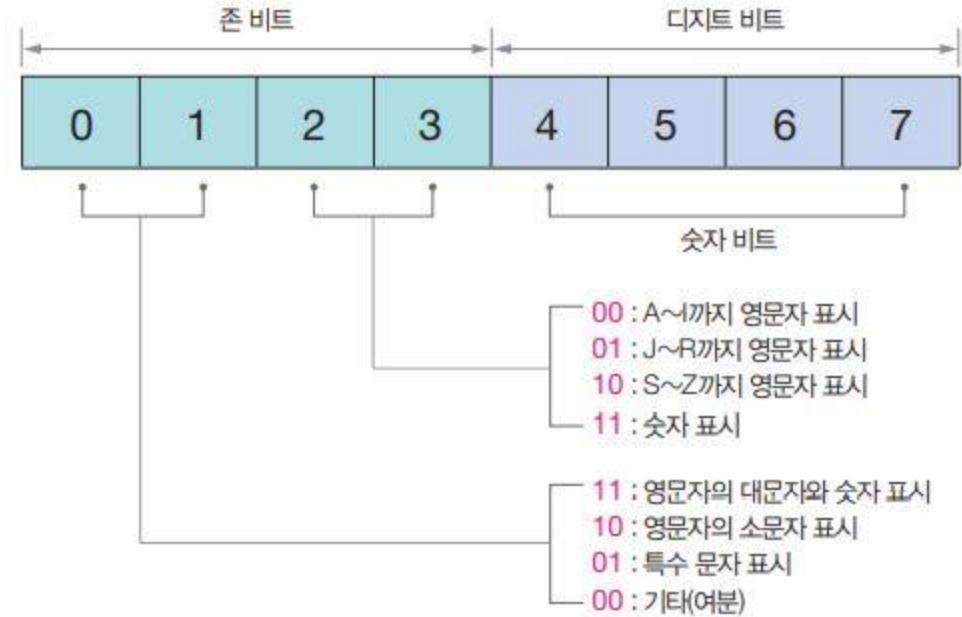 존 비트 디지트 비트
0 1 2 3 4 5 6 7
숫자 비트
00 : A~I까지 영문자 표시
01 : J~R까지 영문자 표시
10 : S~Z까지 영문자 표시
11 : 숫자 표시
11 : 영문자의 대문자와 숫자 표시
10 : 영문자의 소문자 표시
01 : 특수 문자 표시
00 : 기타(여분)